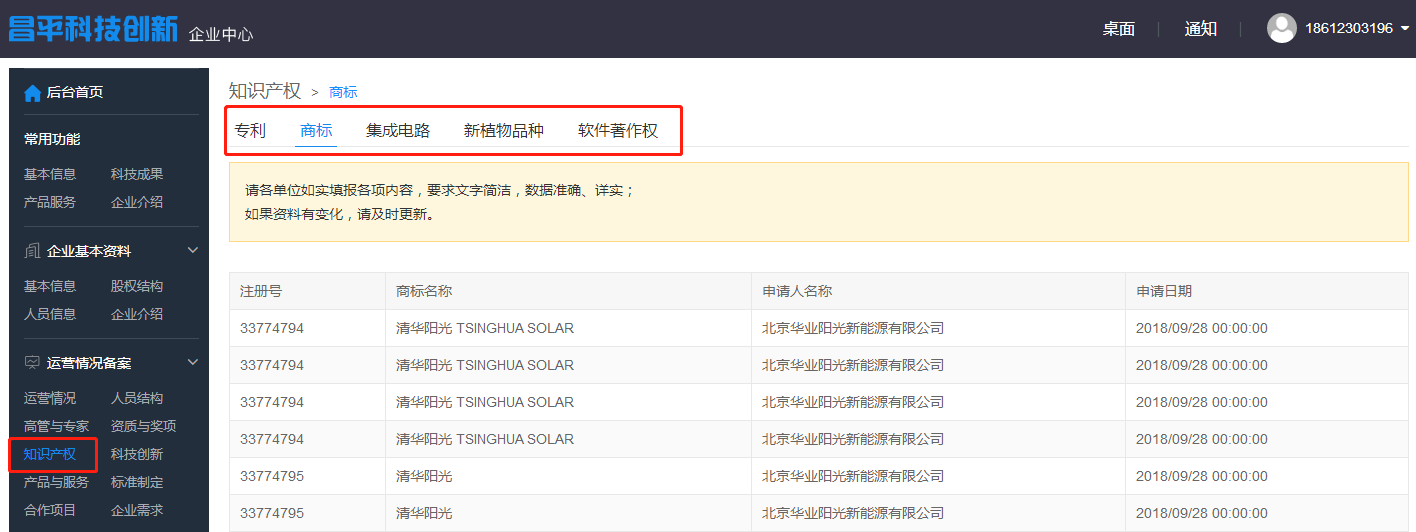 昌平科技创新 企业中心
桌面 通知 18612303196
后台首页
常用功能
基本信息 科技成果
产品服务 企业介绍
企业基本资料
基本信息 股权结构
人员信息 企业介绍
运营情况备案
运营情况 人员结构
高管与专家 资质与奖项
知识产权 科技创新
产品与服务 标准制定
合作项目 企业需求
知识产权 > 商标
专利 商标 集成电路 新植物品种 软件著作权
请各单位如实填报各项内容，要求文字简洁，数据准确、详实；
如果资料有变化，请及时更新。
注册号 商标名称 申请人名称 申请日期
33774794 清华阳光 TSINGHUA SOLAR 北京华业阳光新能源有限公司 2018/09/28 00:00:00
33774794 清华阳光 TSINGHUA SOLAR 北京华业阳光新能源有限公司 2018/09/28 00:00:00
33774794 清华阳光 TSINGHUA SOLAR 北京华业阳光新能源有限公司 2018/09/28 00:00:00
33774794 清华阳光 TSINGHUA SOLAR 北京华业阳光新能源有限公司 2018/09/28 00:00:00
33774795 清华阳光 北京华业阳光新能源有限公司 2018/09/28 00:00:00
33774795 清华阳光 北京华业阳光新能源有限公司 2018/09/28 00:00:00